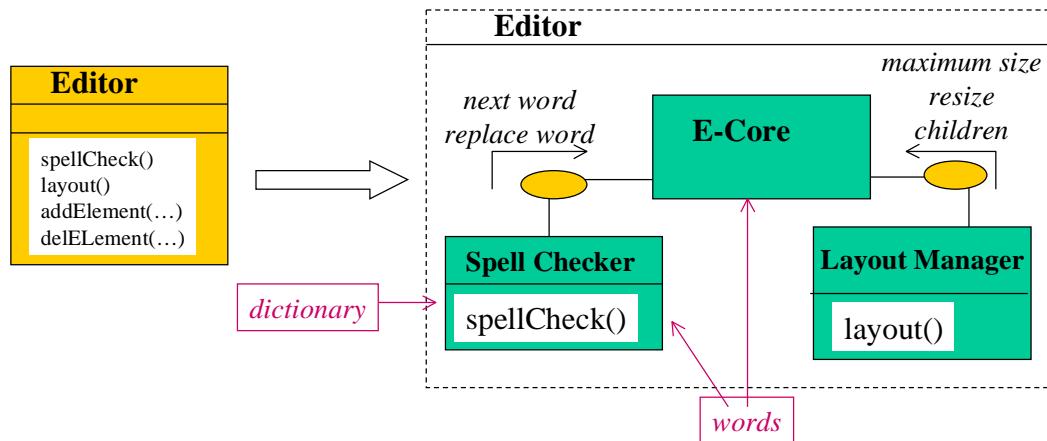 Editor
spellCheck()
layout()
addElement(…)
delELement(…)
Editor
next word
replace word
E-Core
maximum size
resize
children
Spell Checker
spellCheck()
Layout Manager
layout()
dictionary
words